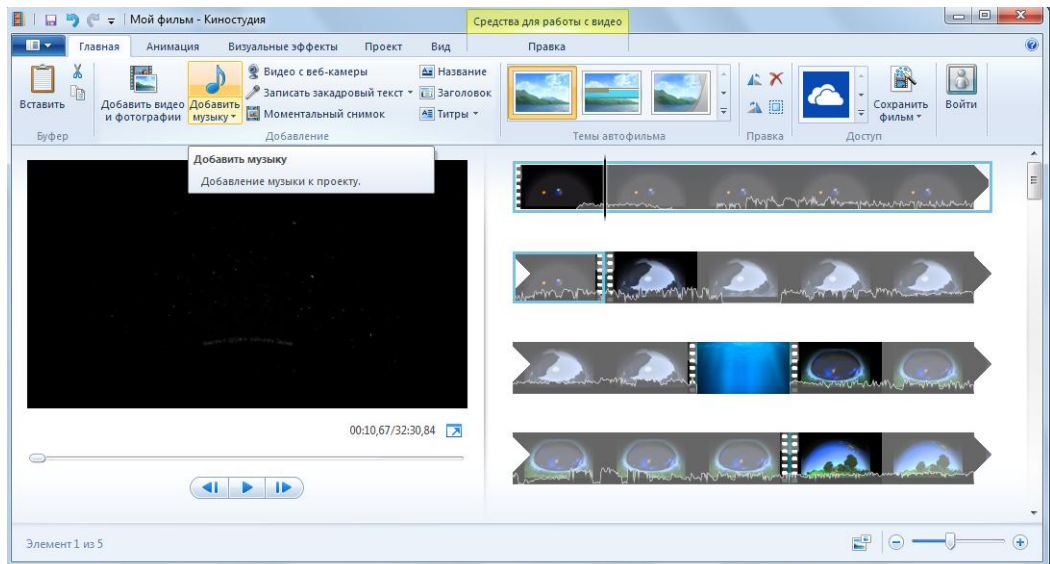 Мой фильм - Киностудия
Средства для работы с видео
Главная Анимация Визуальные эффекты Проект Вид Правка
Вставить
Добавить видео и фотографии
Добавить музыку
Видео с веб-камеры
Записать закадровый текст
Моментальный снимок
Название
Заголовок
Титры
Сохранить фильм
Войти
Буфер Добавление Темы автофильма Правка Доступ
Добавить музыку
Добавление музыки к проекту.
00:10,67/32:30,84
Элемент 1 из 5